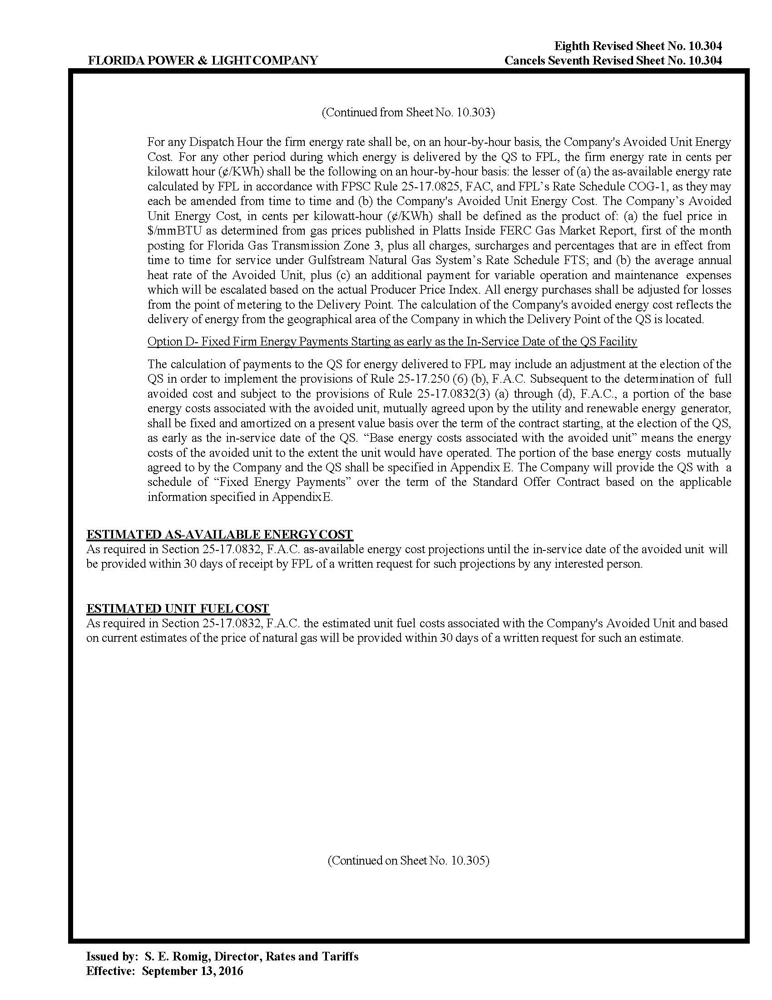 Eighth Revised Sheet No. 10.304
FLORIDA POWER & LIGHT COMPANY
Cancels Seventh Revised Sheet No. 10.304
(Continued from Sheet No. 10.303)
For any Dispatch Hour the firm energy rate shall be, on an hour-by-hour basis, the Company's Avoided Unit Energy
Cost. For any other period during which energy is delivered by the QS to FPL, the firm energy rate in cents per
kilowatt hour (¢/KWh) shall be the following on an hour-by-hour basis: the lesser of (a) the as-available energy rate
calculated by FPL in accordance with FPSC Rule 25-17.0825, FAC, and FPL’s Rate Schedule COG-1, as they may
each be amended from time to time and (b) the Company's Avoided Unit Energy Cost. The Company’s Avoided
Unit Energy Cost, in cents per kilowatt-hour (¢/KWh) shall be defined as the product of: (a) the fuel price in
$/mmBTU as determined from gas prices published in Platts Inside FERC Gas Market Report, first of the month
posting for Florida Gas Transmission Zone 3, plus all charges, surcharges and percentages that are in effect from
time to time for service under Gulfstream Natural Gas System’s Rate Schedule FTS; and (b) the average annual
heat rate of the Avoided Unit, plus (c) an additional payment for variable operation and maintenance expenses
which will be escalated based on the actual Producer Price Index. All energy purchases shall be adjusted for losses
from the point of metering to the Delivery Point. The calculation of the Company's avoided energy cost reflects the
delivery of energy from the geographical area of the Company in which the Delivery Point of the QS is located.
Option D- Fixed Firm Energy Payments Starting as early as the In-Service Date of the QS Facility
The calculation of payments to the QS for energy delivered to FPL may include an adjustment at the election of the
QS in order to implement the provisions of Rule 25-17.250 (6) (b), F.A.C. Subsequent to the determination of full
avoided cost and subject to the provisions of Rule 25-17.0832(3) (a) through (d), F.A.C., a portion of the base
energy costs associated with the avoided unit, mutually agreed upon by the utility and renewable energy generator,
shall be fixed and amortized on a present value basis over the term of the contract starting, at the election of the QS,
as early as the in-service date of the QS. “Base energy costs associated with the avoided unit” means the energy
costs of the avoided unit to the extent the unit would have operated. The portion of the base energy costs mutually
agreed to by the Company and the QS shall be specified in Appendix E. The Company will provide the QS with a
schedule of “Fixed Energy Payments” over the term of the Standard Offer Contract based on the applicable
information specified in Appendix E.
ESTIMATED AS-AVAILABLE ENERGY COST
As required in Section 25-17.0832, F.A.C. as-available energy cost projections until the in-service date of the avoided unit will
be provided within 30 days of receipt by FPL of a written request for such projections by any interested person.
ESTIMATED UNIT FUEL COST
As required in Section 25-17.0832, F.A.C. the estimated unit fuel costs associated with the Company's Avoided Unit and based
on current estimates of the price of natural gas will be provided within 30 days of a written request for such an estimate.
(Continued on Sheet No. 10.305)
Issued by: S. E. Romig, Director, Rates and Tariffs
Effective: September 13, 2016